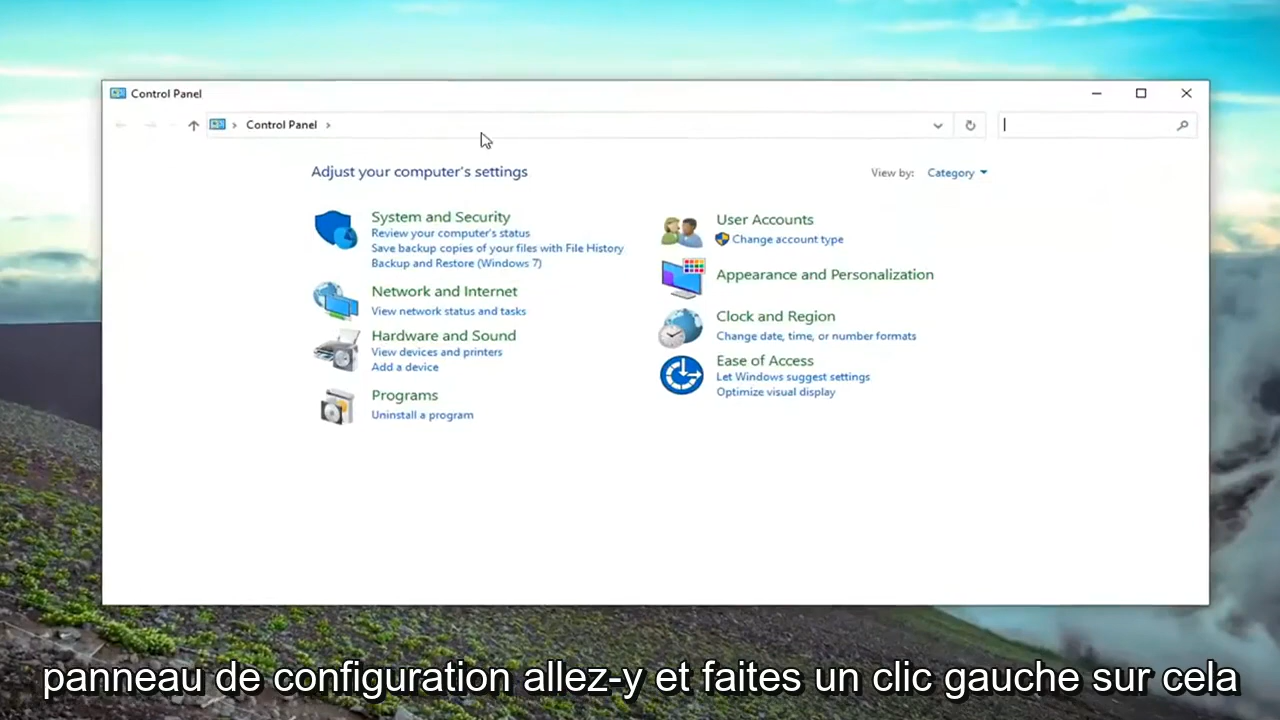 Control Panel
Control Panel
Adjust your computer's settings
View by: Category
System and Security
Review your computer's status
Save backup copies of your files with File History
Backup and Restore (Windows 7)
Network and Internet
View network status and tasks
Hardware and Sound
View devices and printers
Add a device
Programs
Uninstall a program
User Accounts
Change account type
Appearance and Personalization
Clock and Region
Change date, time, or number formats
Ease of Access
Let Windows suggest settings
Optimize visual display
panneau de configuration allez-y et faites un clic gauche sur cela